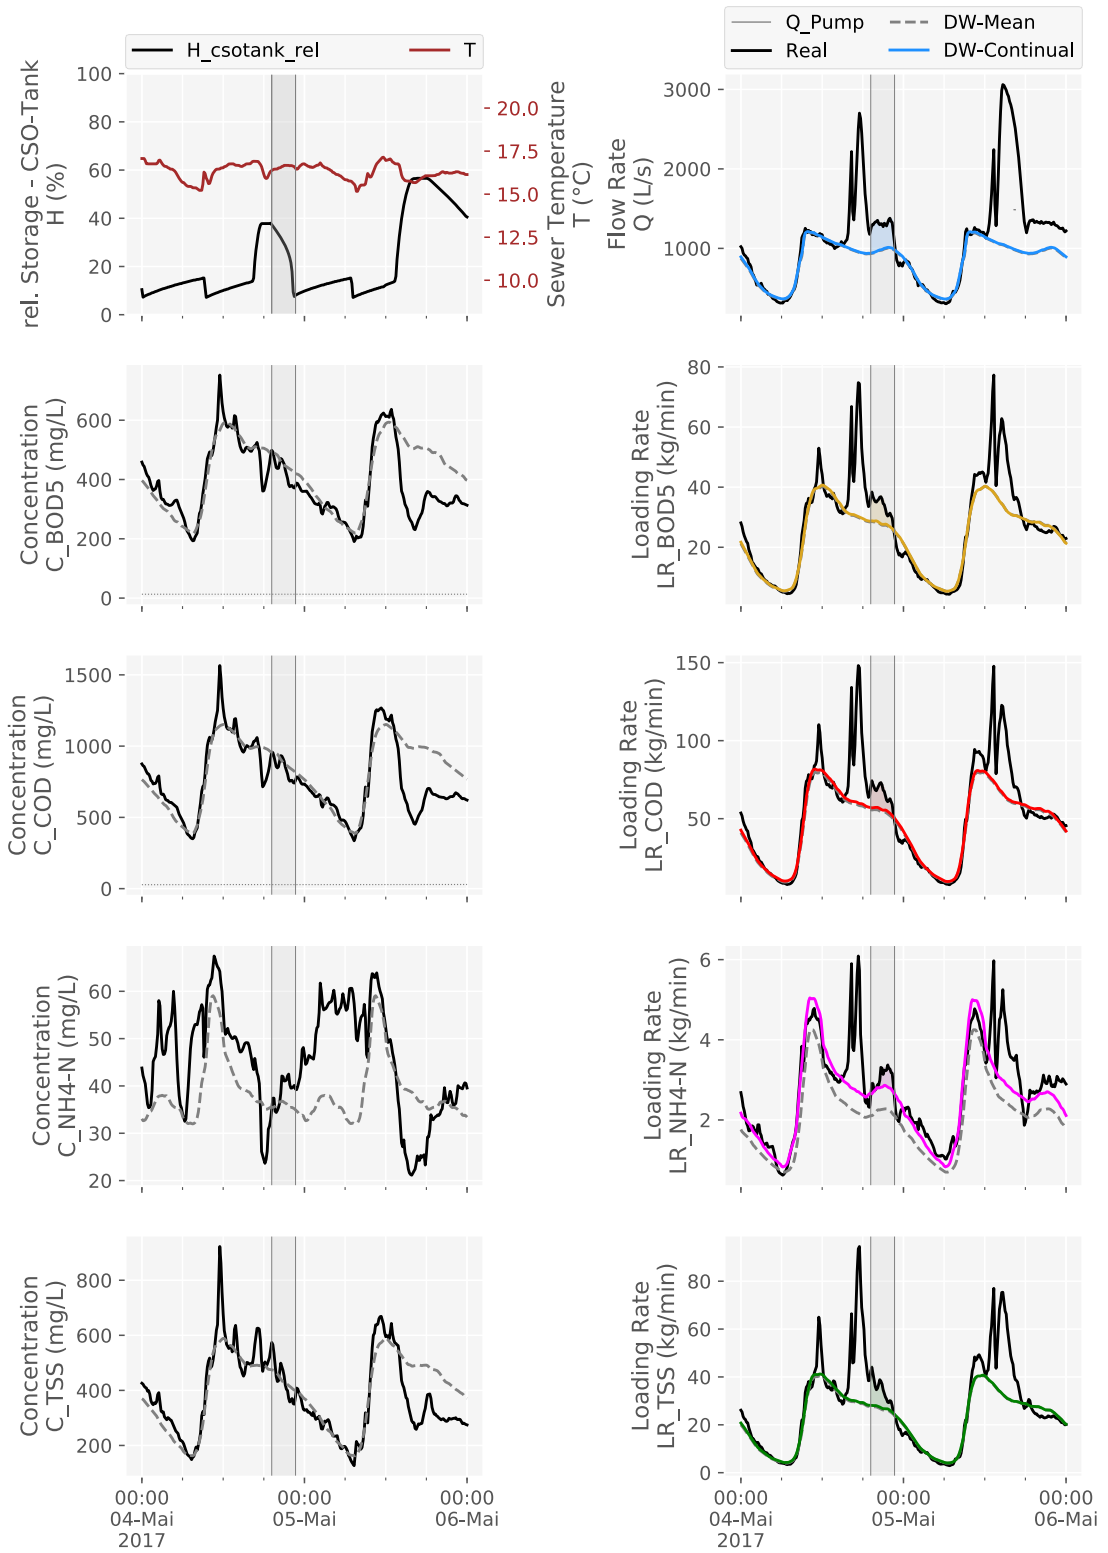 H_csotank_rel T
Q_Pump DW-Mean
Real DW-Continual
rel. Storage - CSO-Tank
H (%)
100
80
60
40
20
0
20.0
17.5
15.0
12.5
10.0
Sewer Temperature
T (°C)
Flow Rate
Q (L/s)
3000
2000
1000
Concentration
C_BOD5 (mg/L)
600
400
200
0
Loading Rate
LR_BOD5 (kg/min)
80
60
40
20
Concentration
C_COD (mg/L)
1500
1000
500
0
Loading Rate
LR_COD (kg/min)
150
100
50
Concentration
C_NH4-N (mg/L)
60
50
40
30
20
Loading Rate
LR_NH4-N (kg/min)
6
4
2
Concentration
C_TSS (mg/L)
800
600
400
200
Loading Rate
LR_TSS (kg/min)
80
60
40
20
0
00:00 00:00 00:00
04-Mai 05-Mai 06-Mai
2017
00:00 00:00 00:00
04-Mai 05-Mai 06-Mai
2017